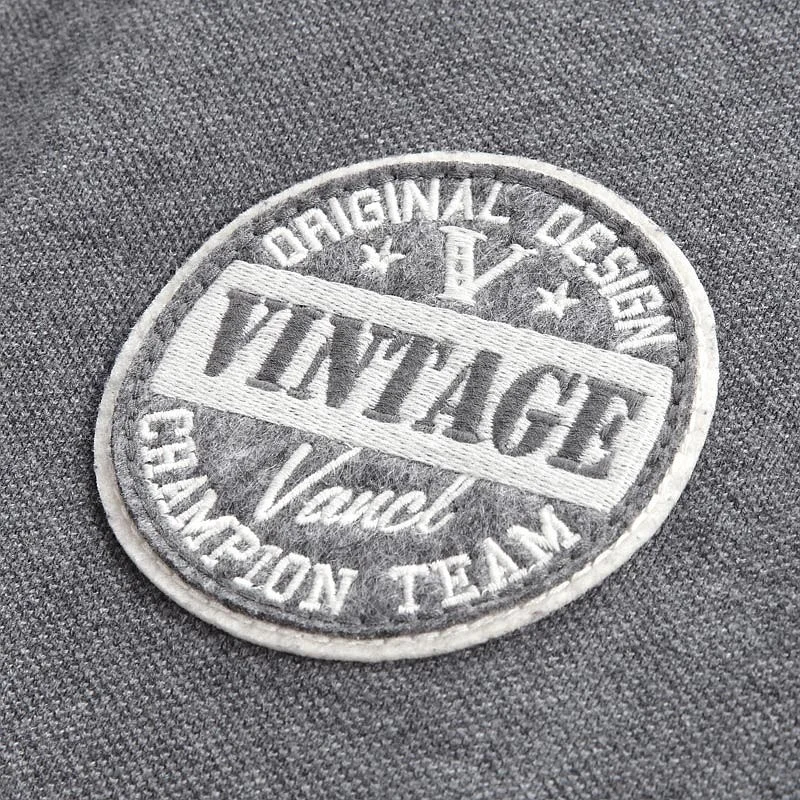 ORIGINAL DESIGN
V
VINTAGE
Vancl
CHAMPION TEAM